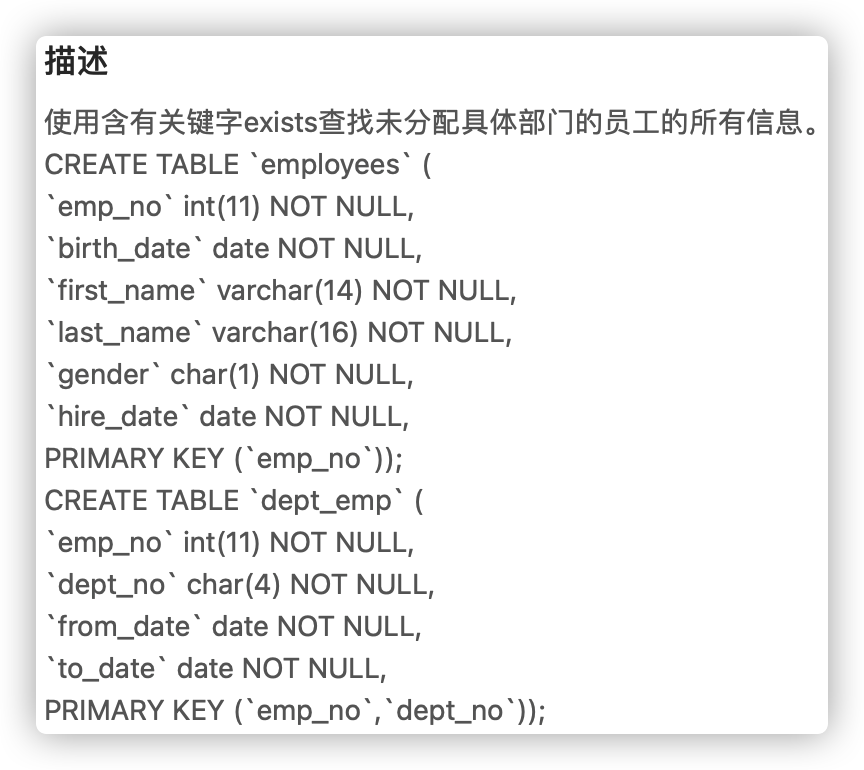 描述
使用含有关键字exists查找未分配具体部门的员工的所有信息。
CREATE TABLE `employees` (
`emp_no` int(11) NOT NULL,
`birth_date` date NOT NULL,
`first_name` varchar(14) NOT NULL,
`last_name` varchar(16) NOT NULL,
`gender` char(1) NOT NULL,
`hire_date` date NOT NULL,
PRIMARY KEY (`emp_no`));
CREATE TABLE `dept_emp` (
`emp_no` int(11) NOT NULL,
`dept_no` char(4) NOT NULL,
`from_date` date NOT NULL,
`to_date` date NOT NULL,
PRIMARY KEY (`emp_no`,`dept_no`));